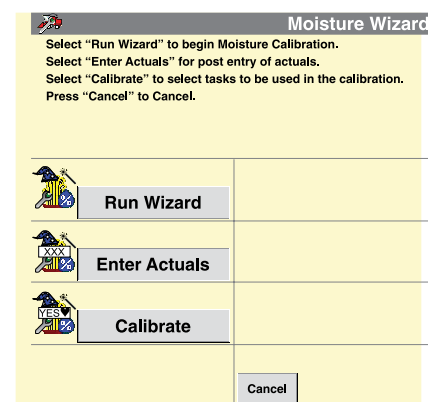 Moisture Wizard
Select “Run Wizard” to begin Moisture Calibration.
Select “Enter Actuals” for post entry of actuals.
Select “Calibrate” to select tasks to be used in the calibration.
Press “Cancel” to Cancel.
Run Wizard
XXX
Enter Actuals
YES
Calibrate
Cancel